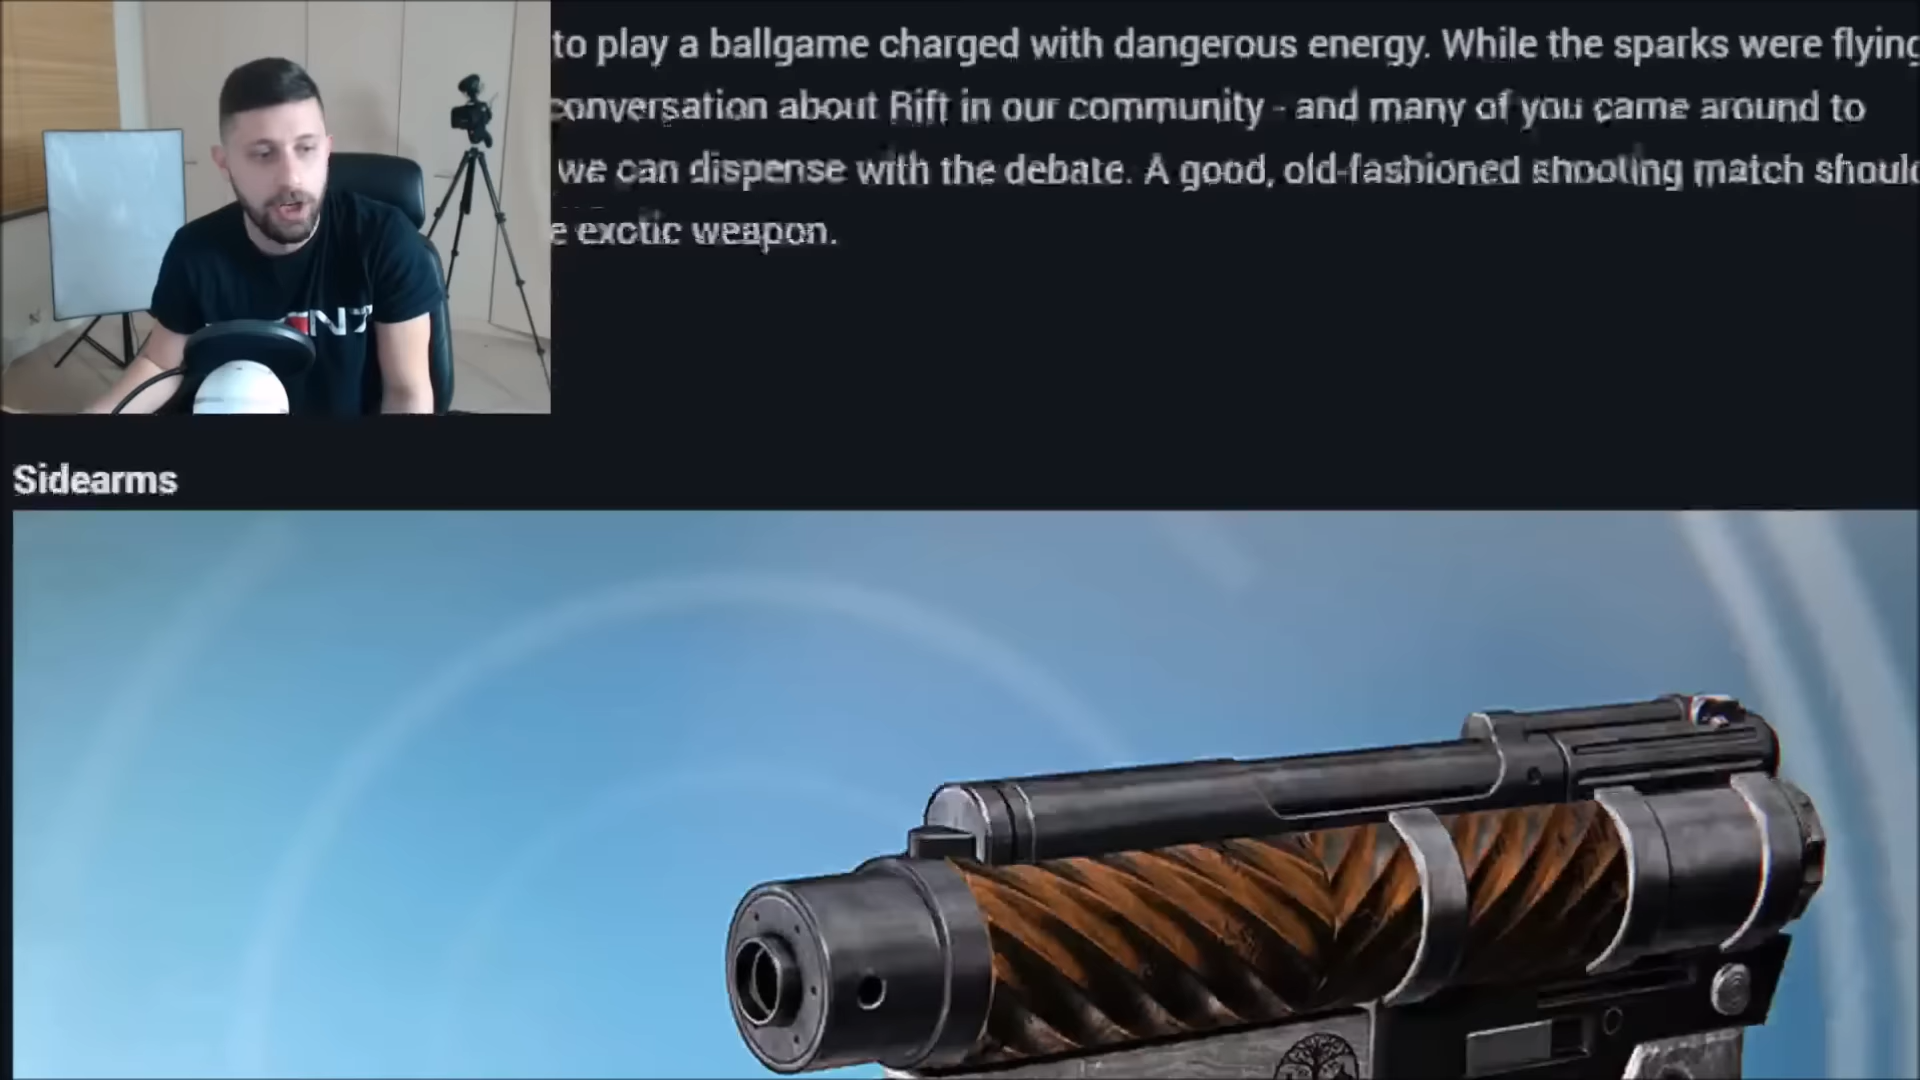 to play a ballgame charged with dangerous energy. While the sparks were flying
conversation about Rift in our community - and many of you came around to
we can dispense with the debate. A good, old-fashioned shooting match should
e exotic weapon.
N7
Sidearms